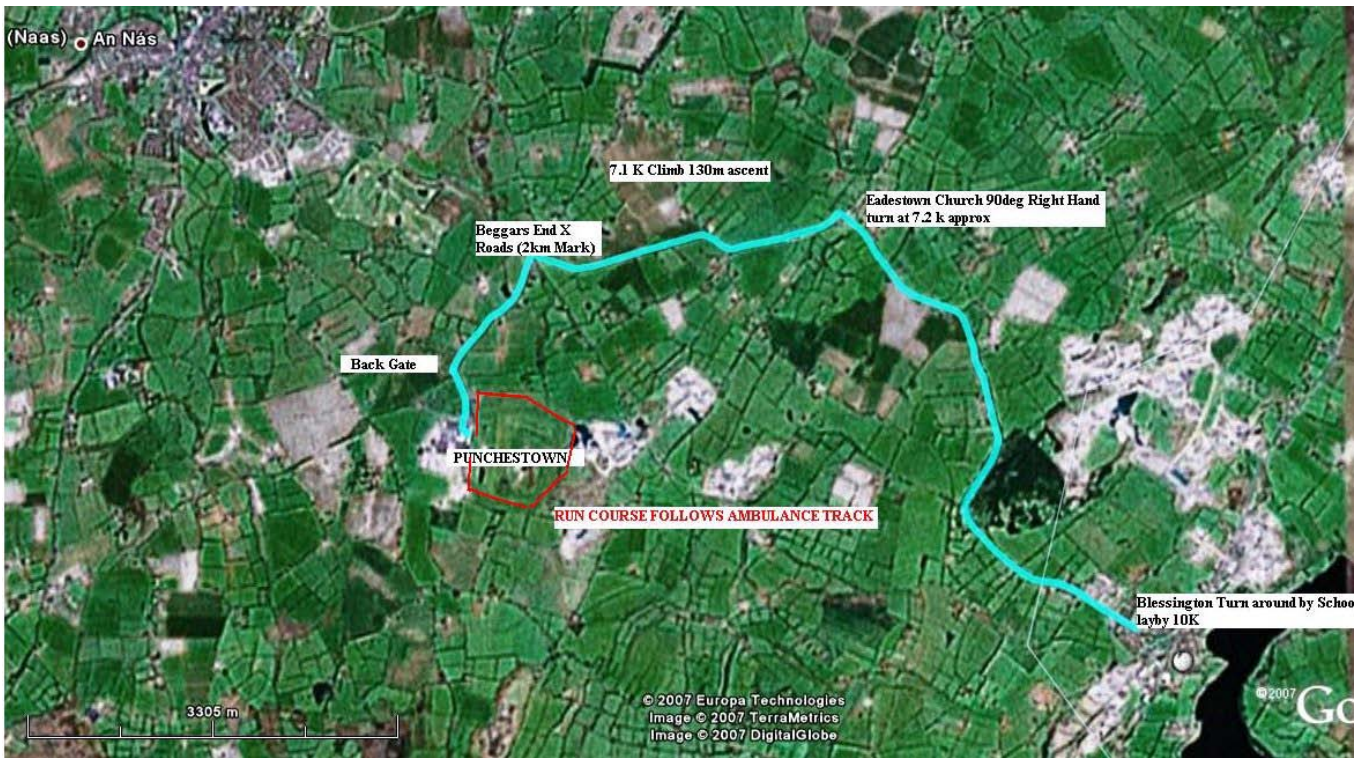 (Naas) An Nás
7.1 K Climb 130m ascent
Eadestown Church 90deg Right Hand
turn at 7.2 k approx
Beggars End X
Roads (2km Mark)
Back Gate
PUNCHESTOWN
RUN COURSE FOLLOWS AMBULANCE TRACK
Blessington Turn around by Schoo
layby 10K
3305 m
© 2007 Europa Technologies
Image © 2007 TerraMetrics
Image © 2007 DigitalGlobe
©2007 Go